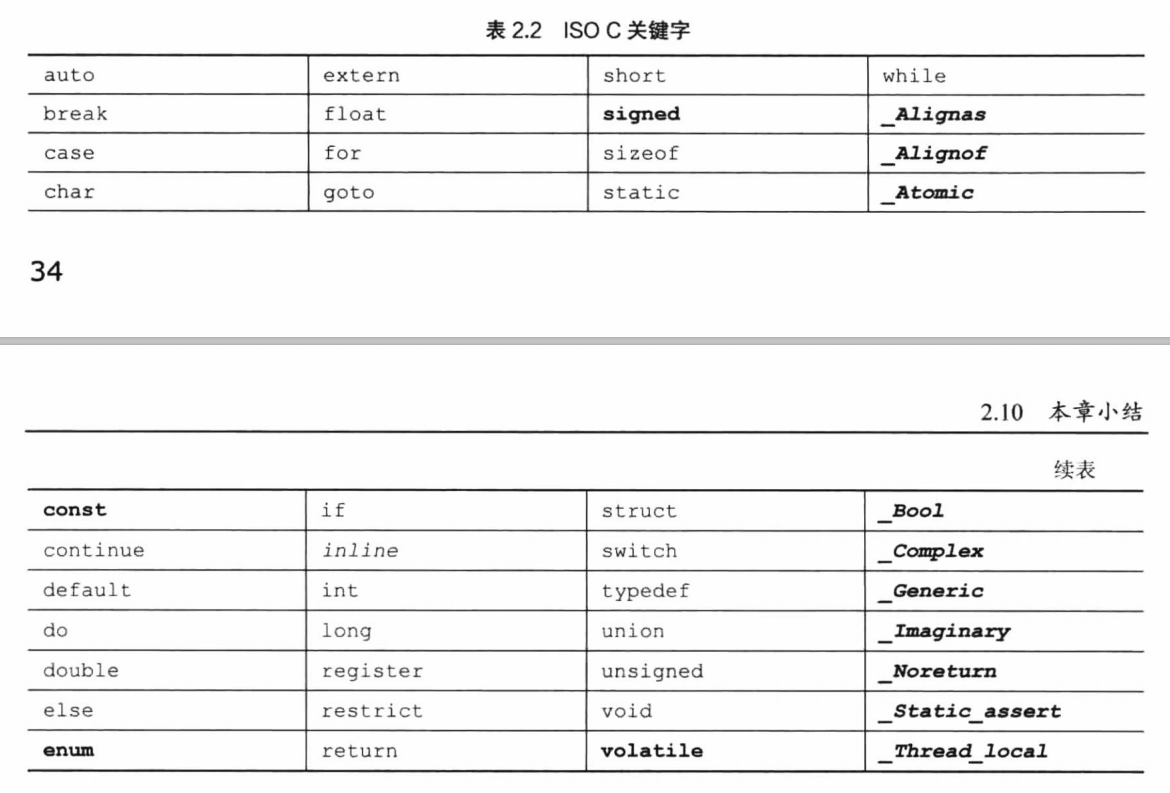 表 2.2 ISO C 关键字
auto extern short while
break float signed _Alignas
case for sizeof _Alignof
char goto static _Atomic
34
2.10 本章小结
续表
const if struct _Bool
continue inline switch _Complex
default int typedef _Generic
do long union _Imaginary
double register unsigned _Noreturn
else restrict void _Static_assert
enum return volatile _Thread_local